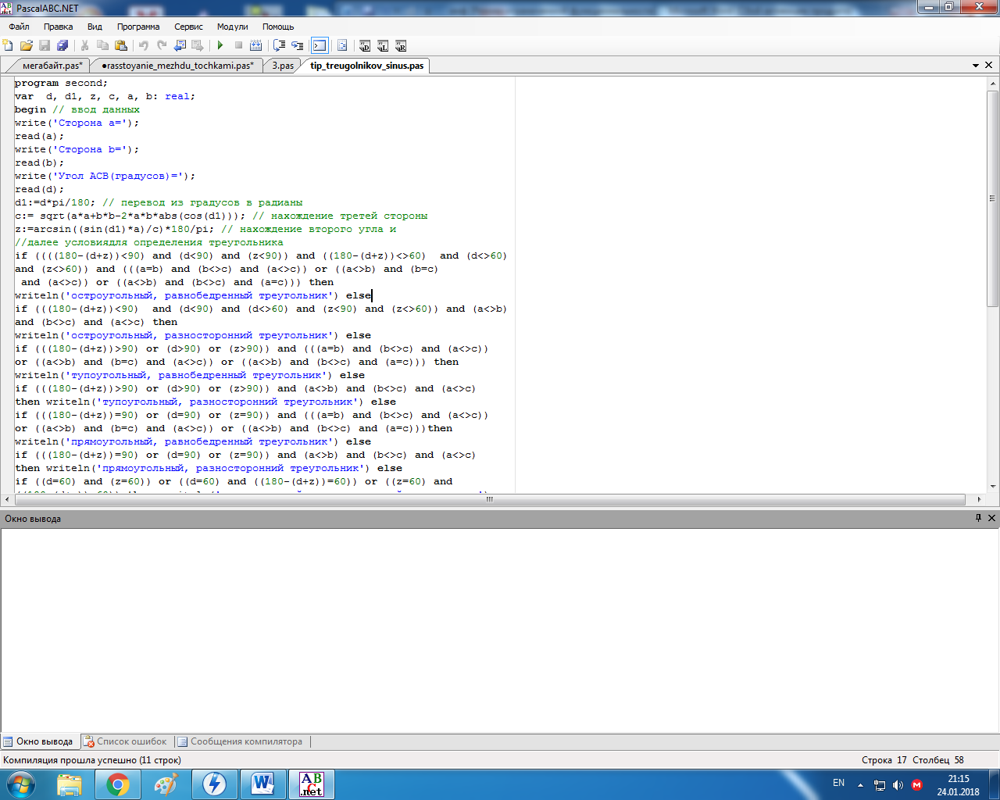 PascalABC.NET
Файл Правка Вид Программа Сервис Модули Помощь
мегабайт.pas* ●rasstoyanie_mezhdu_tochkami.pas* 3.pas tip_treugolnikov_sinus.pas
program second;
var d, d1, z, c, a, b: real;
begin // ввод данных
write('Сторона a=');
read(a);
write('Сторона b=');
read(b);
write('Угол ACB(градусов)=');
read(d);
d1:=d*pi/180; // перевод из градусов в радианы
c:= sqrt(a*a+b*b-2*a*b*abs(cos(d1))); // нахождение третей стороны
z:=arcsin((sin(d1)*a)/c)*180/pi; // нахождение второго угла и
//далее условиядля определения треугольника
if ((((180-(d+z))<90) and (d<90) and (z<90)) and ((180-(d+z))<>60) and (d<>60)
and (z<>60)) and (((a=b) and (b<>c) and (a<>c)) or ((a<>b) and (b=c)
and (a<>c)) or ((a<>b) and (b<>c) and (a=c))) then
writeln('остроугольный, равнобедренный треугольник') else
if (((180-(d+z))<90) and (d<90) and (d<>60) and (z<90) and (z<>60)) and (a<>b)
and (b<>c) and (a<>c) then
writeln('остроугольный, разносторонний треугольник') else
if (((180-(d+z))>90) or (d>90) or (z>90)) and (((a=b) and (b<>c) and (a<>c))
or ((a<>b) and (b=c) and (a<>c)) or ((a<>b) and (b<>c) and (a=c))) then
writeln('тупоугольный, равнобедренный треугольник') else
if (((180-(d+z))>90) or (d>90) or (z>90)) and (a<>b) and (b<>c) and (a<>c)
then writeln('тупоугольный, разносторонний треугольник') else
if (((180-(d+z))=90) or (d=90) or (z=90)) and (((a=b) and (b<>c) and (a<>c))
or ((a<>b) and (b=c) and (a<>c)) or ((a<>b) and (b<>c) and (a=c)))then
writeln('прямоугольный, равнобедренный треугольник') else
if (((180-(d+z))=90) or (d=90) or (z=90)) and (a<>b) and (b<>c) and (a<>c)
then writeln('прямоугольный, разносторонний треугольник') else
if ((d=60) and (z=60)) or ((d=60) and ((180-(d+z))=60)) or ((z=60) and
Окно вывода
Окно вывода Список ошибок Сообщения компилятора
Компиляция прошла успешно (11 строк) Строка 17 Столбец 58
EN 21:15
24.01.2018